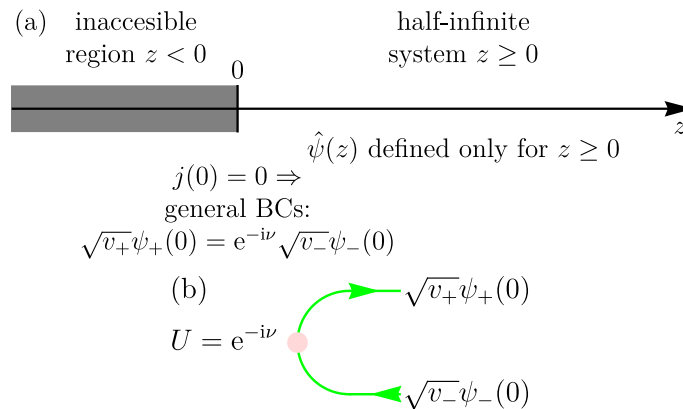 (a)
inaccesible
region z < 0
half-infinite
system z ≥ 0
0
z
ψ̂(z) defined only for z ≥ 0
j(0) = 0 ⇒
general BCs:
√v₊ψ₊(0) = e^{-iν}√v₋ψ₋(0)
(b)
√v₊ψ₊(0)
U = e^{-iν}
√v₋ψ₋(0)